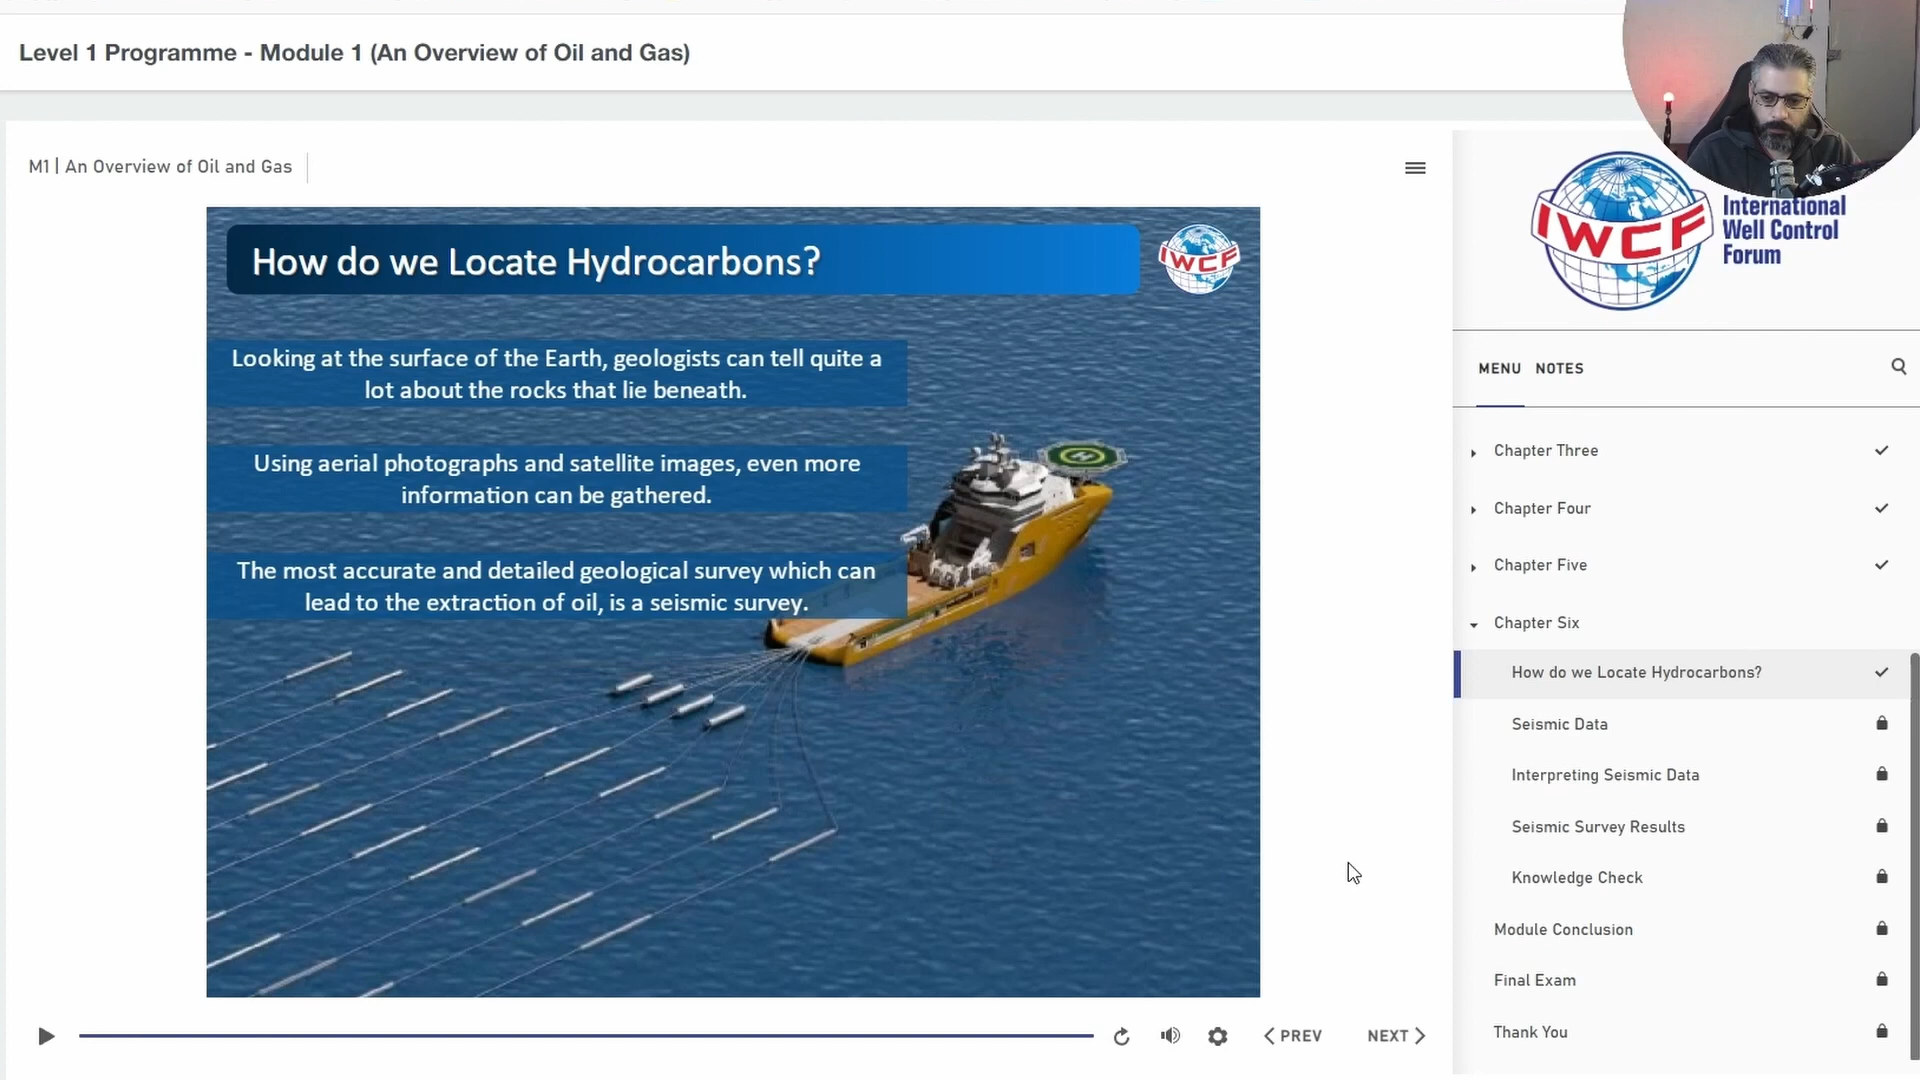 Level 1 Programme - Module 1 (An Overview of Oil and Gas)
M1 | An Overview of Oil and Gas
How do we Locate Hydrocarbons?
IWCF
Looking at the surface of the Earth, geologists can tell quite a
lot about the rocks that lie beneath.
Using aerial photographs and satellite images, even more
information can be gathered.
H
The most accurate and detailed geological survey which can
lead to the extraction of oil, is a seismic survey.
PREV
NEXT
IWCF
International
Well Control
Forum
MENU NOTES
Chapter Three
Chapter Four
Chapter Five
Chapter Six
How do we Locate Hydrocarbons?
Seismic Data
Interpreting Seismic Data
Seismic Survey Results
Knowledge Check
Module Conclusion
Final Exam
Thank You